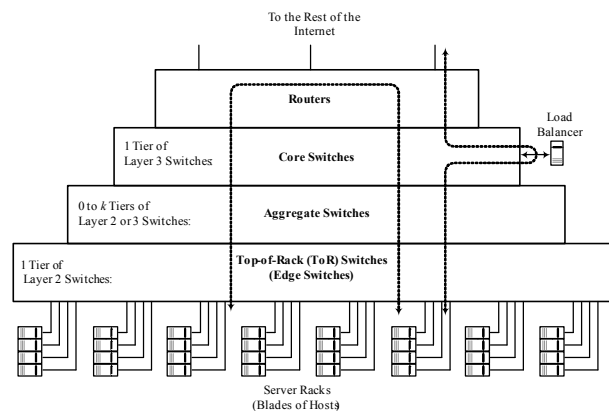 To the Rest of the
Internet
Routers
Load
Balancer
1 Tier of
Layer 3 Switches:
Core Switches
0 to k Tiers of
Layer 2 or 3 Switches:
Aggregate Switches
1 Tier of
Layer 2 Switches:
Top-of-Rack (ToR) Switches
(Edge Switches)
Server Racks
(Blades of Hosts)